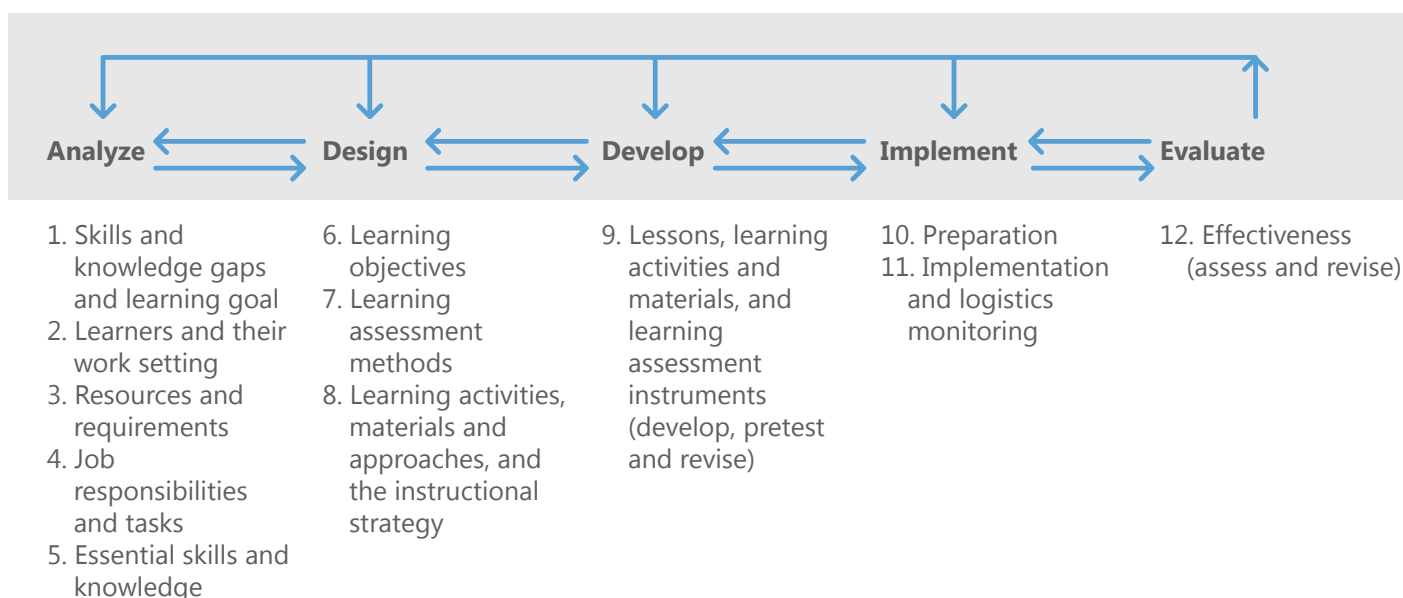 Analyze
Design
Develop
Implement
Evaluate
1. Skills and
knowledge gaps
and learning goal
2. Learners and their
work setting
3. Resources and
requirements
4. Job
responsibilities
and tasks
5. Essential skills and
knowledge
6. Learning
objectives
7. Learning
assessment
methods
8. Learning activities,
materials and
approaches, and
the instructional
strategy
9. Lessons, learning
activities and
materials, and
learning
assessment
instruments
(develop, pretest
and revise)
10. Preparation
11. Implementation
and logistics
monitoring
12. Effectiveness
(assess and revise)